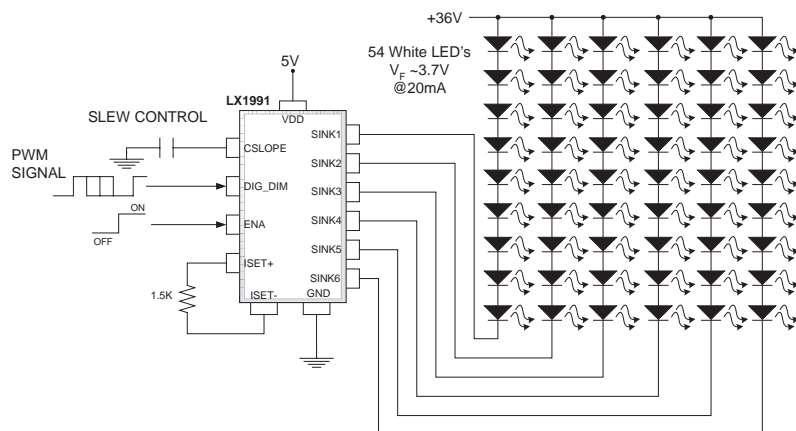 +36V
54 White LED's
V_F ~3.7V
@20mA
5V
LX1991
VDD
SLEW CONTROL
CSLOPE
PWM
SIGNAL
DIG_DIM
ON
OFF
ENA
ISET+
1.5K
ISET-
GND
SINK1
SINK2
SINK3
SINK4
SINK5
SINK6